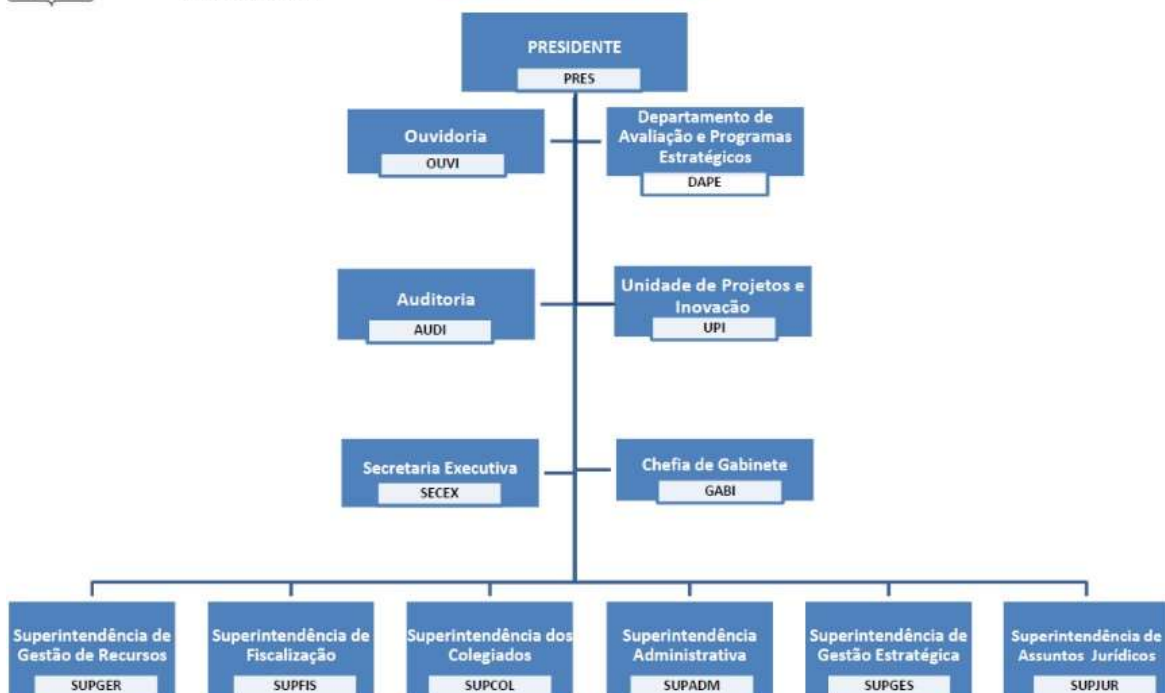 PRESIDENTE
PRES
Ouvidoria
OUVI
Departamento de
Avaliação e Programas
Estratégicos
DAPE
Auditoria
AUDI
Unidade de Projetos e
Inovação
UPI
Secretaria Executiva
SECEX
Chefia de Gabinete
GABI
Superintendência de
Gestão de Recursos
SUPGER
Superintendência de
Fiscalização
SUPFIS
Superintendência dos
Colegiados
SUPCOL
Superintendência
Administrativa
SUPADM
Superintendência de
Gestão Estratégica
SUPGES
Superintendência de
Assuntos Jurídicos
SUPJUR